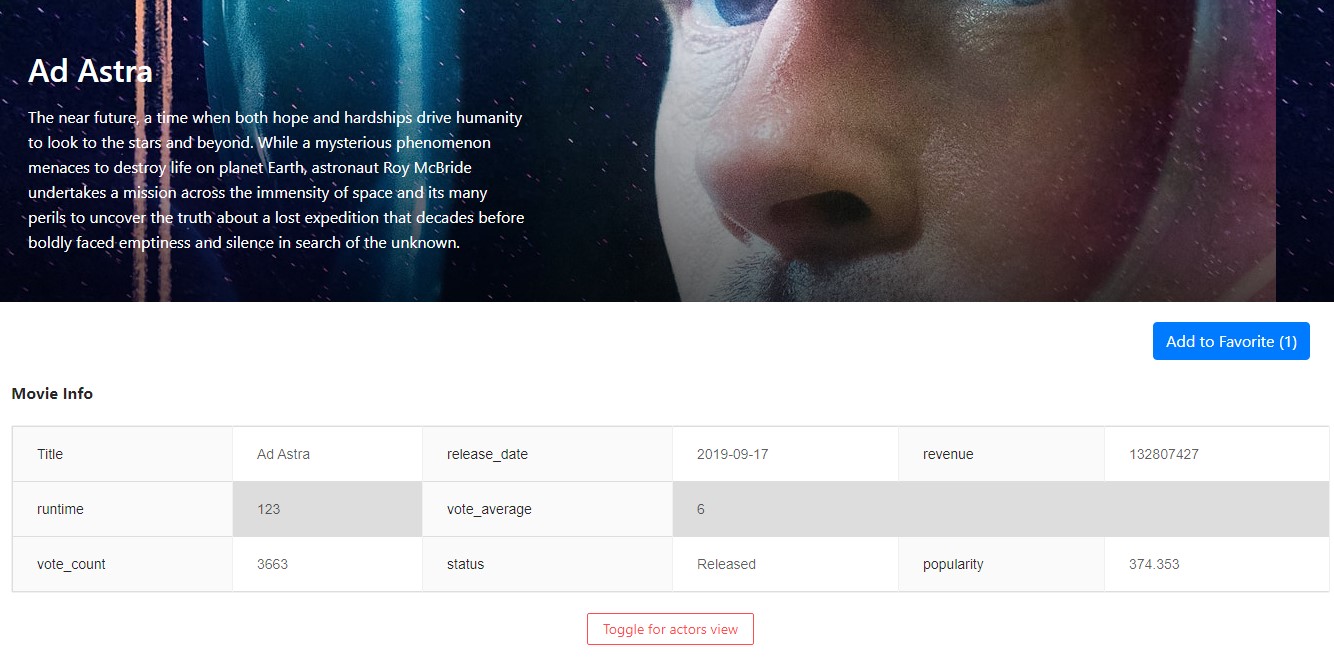 Ad Astra
The near future, a time when both hope and hardships drive humanity
to look to the stars and beyond. While a mysterious phenomenon
menaces to destroy life on planet Earth, astronaut Roy McBride
undertakes a mission across the immensity of space and its many
perils to uncover the truth about a lost expedition that decades before
boldly faced emptiness and silence in search of the unknown.
Add to Favorite (1)
Movie Info
Title Ad Astra release_date 2019-09-17 revenue 132807427
runtime 123 vote_average 6
vote_count 3663 status Released popularity 374.353
Toggle for actors view